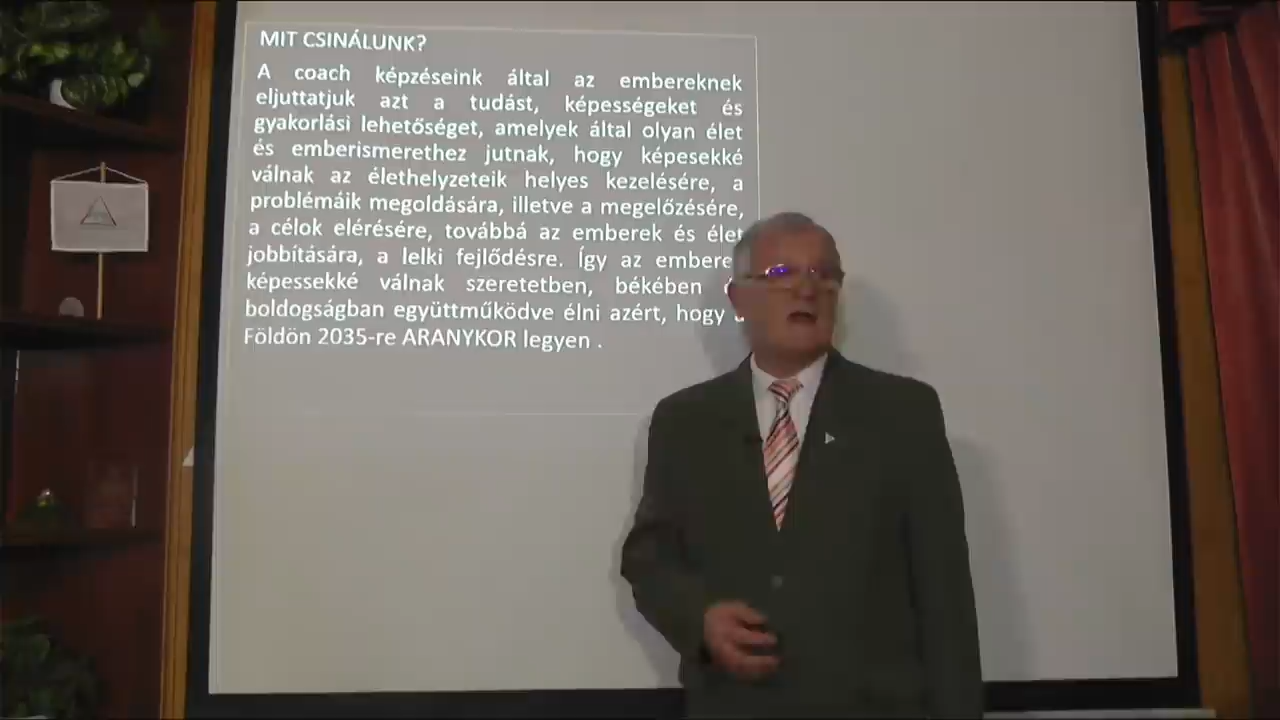 MIT CSINÁLUNK?
A coach képzéseink által az embereknek
eljuttatjuk azt a tudást, képességeket és
gyakorlási lehetőséget, amelyek által olyan élet
és emberismerethez jutnak, hogy képesekké
válnak az élethelyzeteik helyes kezelésére, a
problémáik megoldására, illetve a megelőzésére,
a célok elérésére, továbbá az emberek és élet
jobbítására, a lelki fejlődésre. Így az embere
képessekké válnak szeretetben, békében
boldogságban együttműködve élni azért, hogy
Földön 2035-re ARANYKOR legyen .